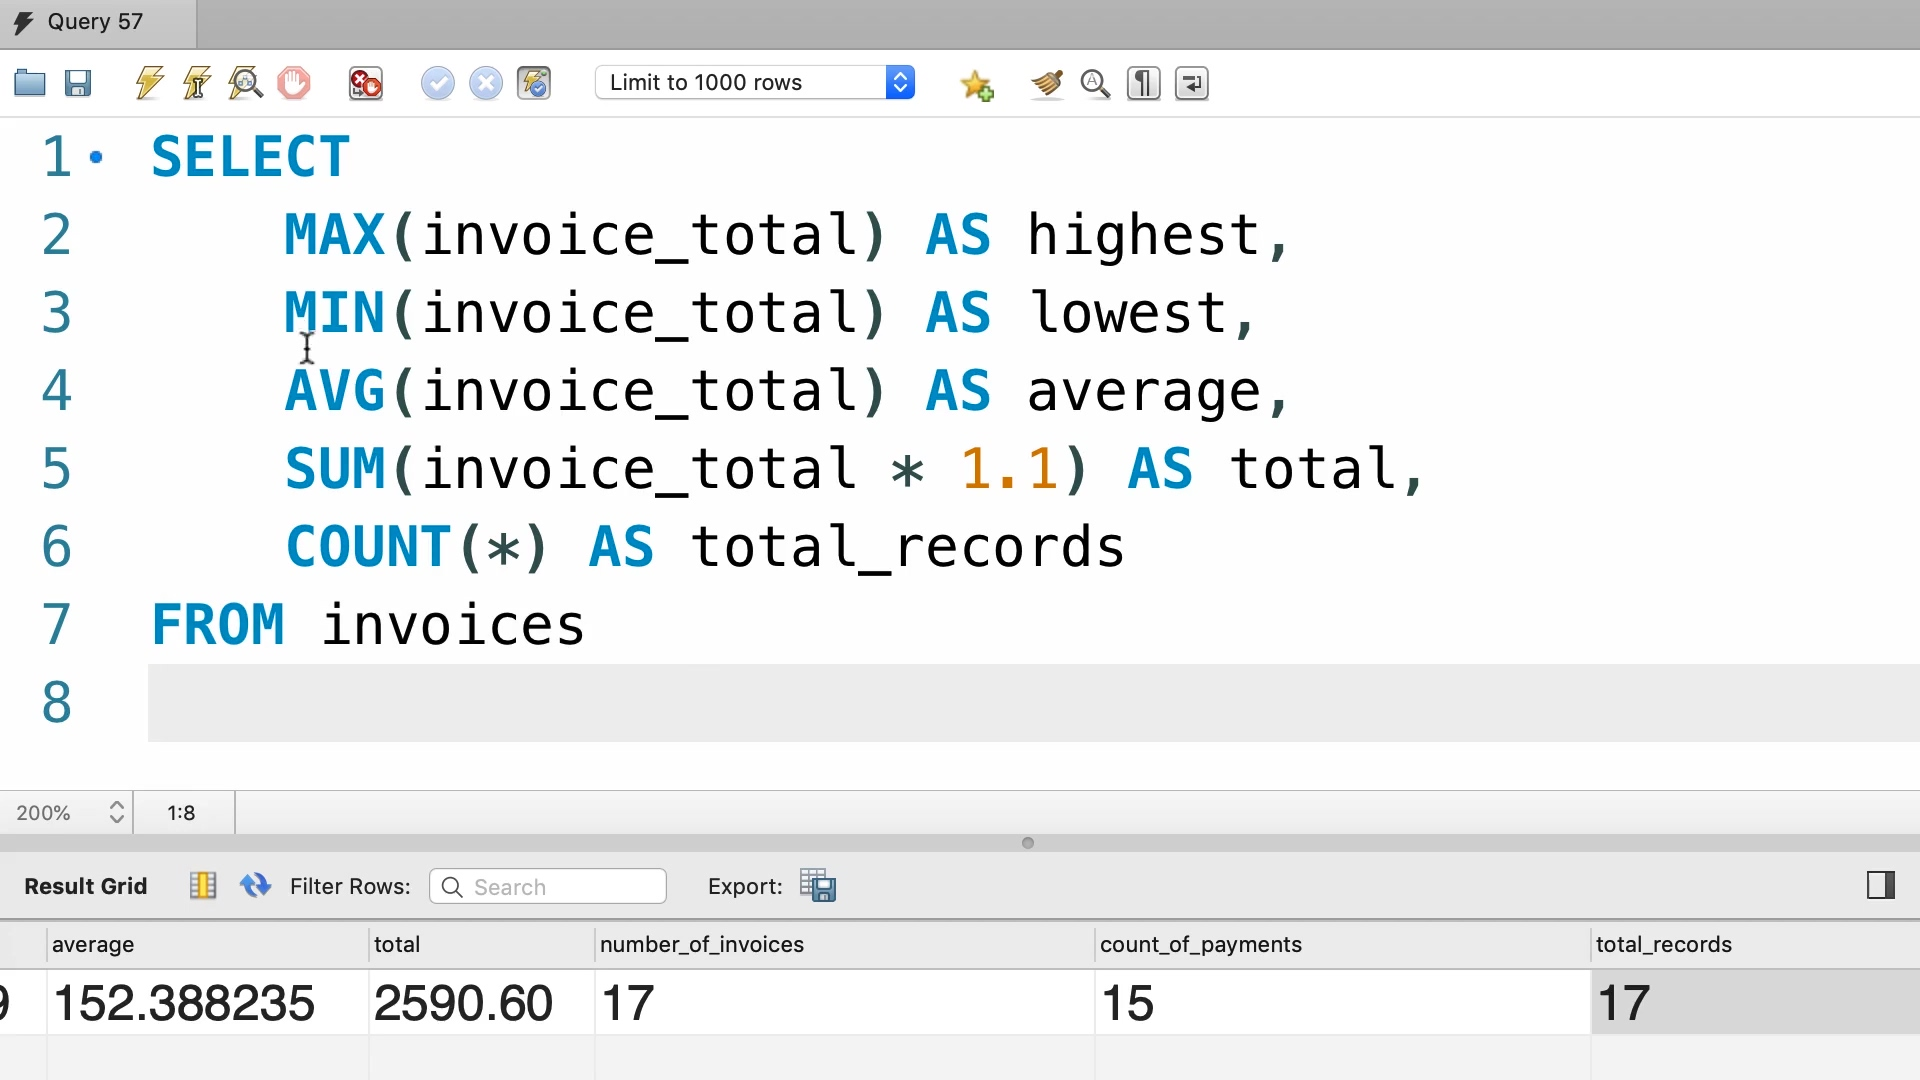 Query 57
Limit to 1000 rows
1 SELECT
2 MAX(invoice_total) AS highest,
3 MIN(invoice_total) AS lowest,
4 AVG(invoice_total) AS average,
5 SUM(invoice_total * 1.1) AS total,
6 COUNT(*) AS total_records
7 FROM invoices
8
200% 1:8
Result Grid Filter Rows: Search Export:
average total number_of_invoices count_of_payments total_records
9 152.388235 2590.60 17 15 17